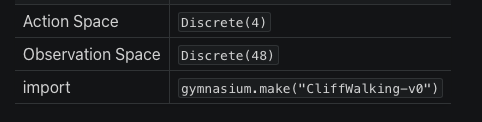 Action Space Discrete(4)
Observation Space Discrete(48)
import gymnasium.make("CliffWalking-v0")